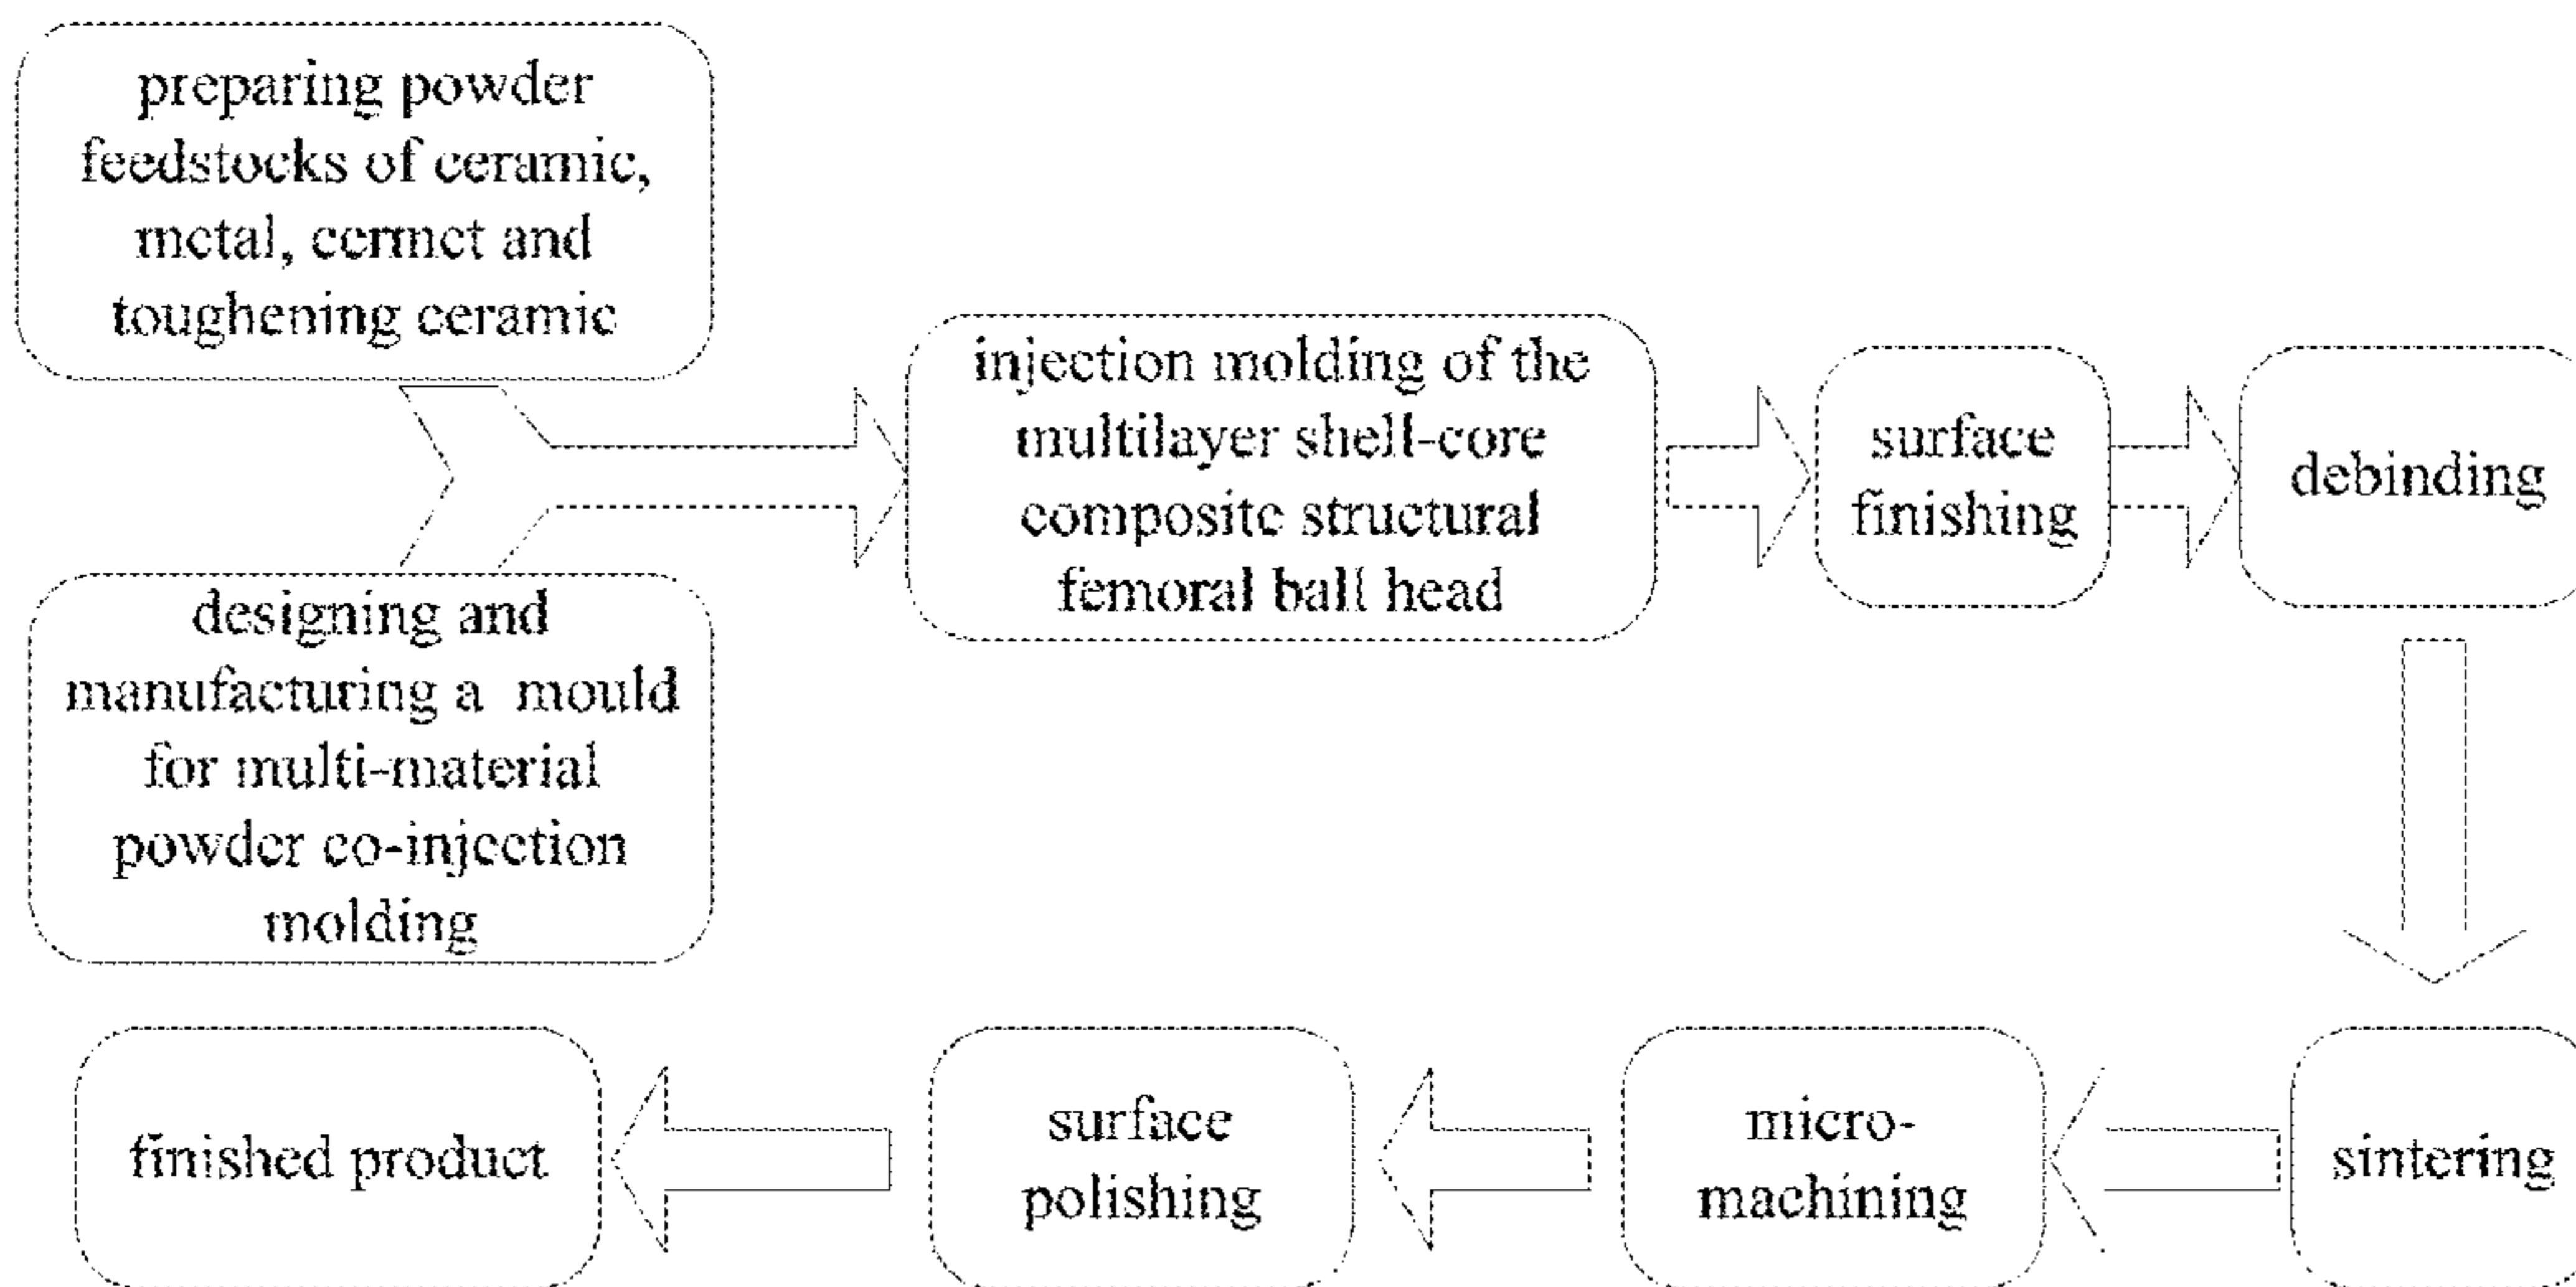 preparing powder
feedstocks of ceramic,
metal, cermet and
toughening ceramic
designing and
manufacturing a mould
for multi-material
powder co-injection
molding
injection molding of the
multilayer shell-core
composite structural
femoral ball head
surface
finishing
debinding
sintering
micro-
machining
surface
polishing
finished product